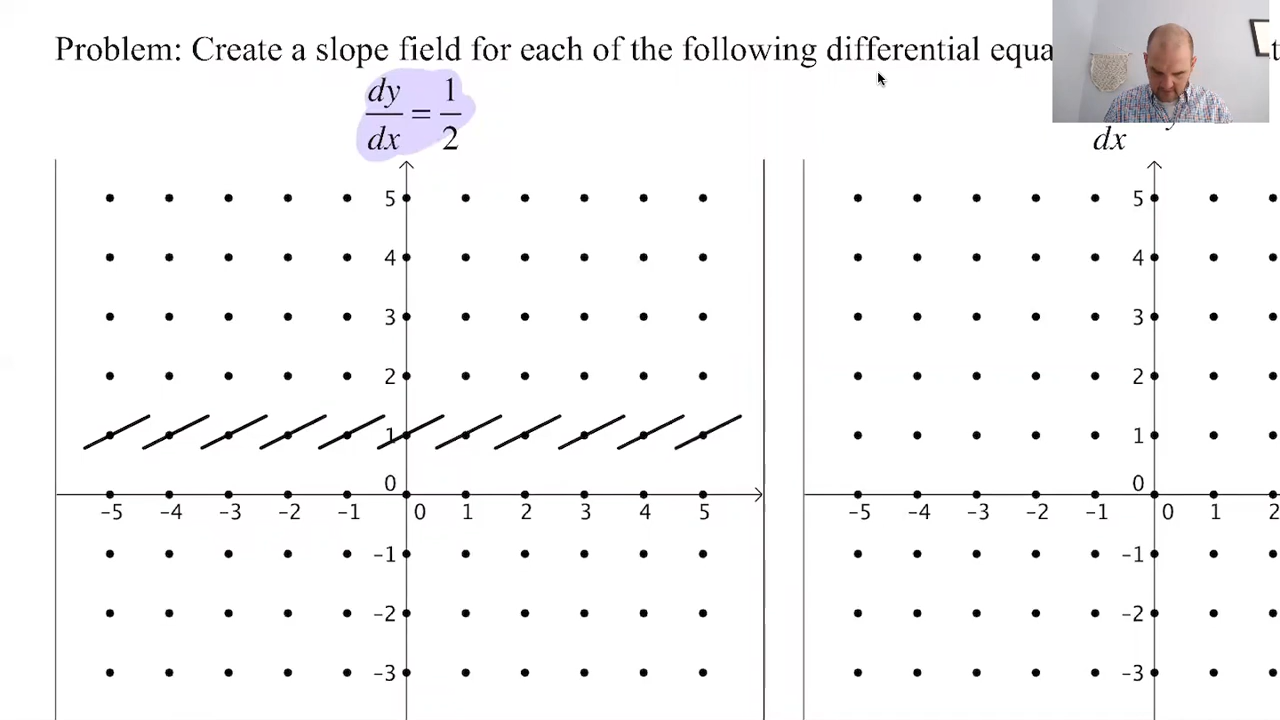 Problem: Create a slope field for each of the following differential equa
dy/dx = 1/2
dx
5 5
4 4
3 3
2 2
1 1
0 0
-5 -4 -3 -2 -1 0 1 2 3 4 5 -5 -4 -3 -2 -1 0 1 2
-1 -1
-2 -2
-3 -3